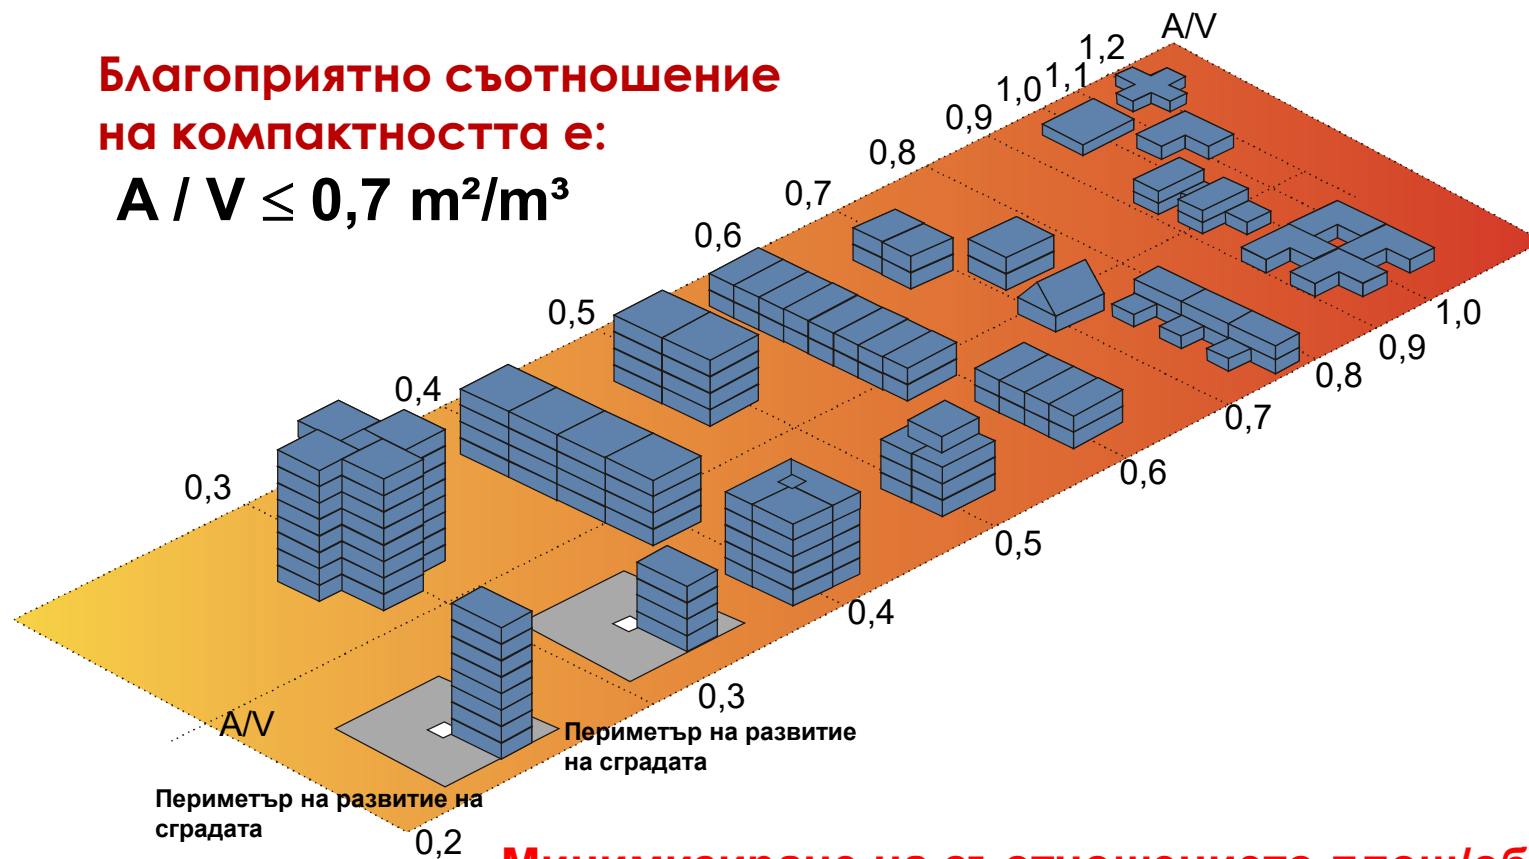 Благоприятно съотношение
на компактността е:
A / V ≤ 0,7 m²/m³
A/V
1,2
1,1
1,0
0,9
0,8
0,7
0,6
0,5
0,4
0,3
1,0
0,9
0,8
0,7
0,6
0,5
0,4
0,3
0,2
A/V
Периметър на развитие
на сградата
Периметър на развитие на
сградата